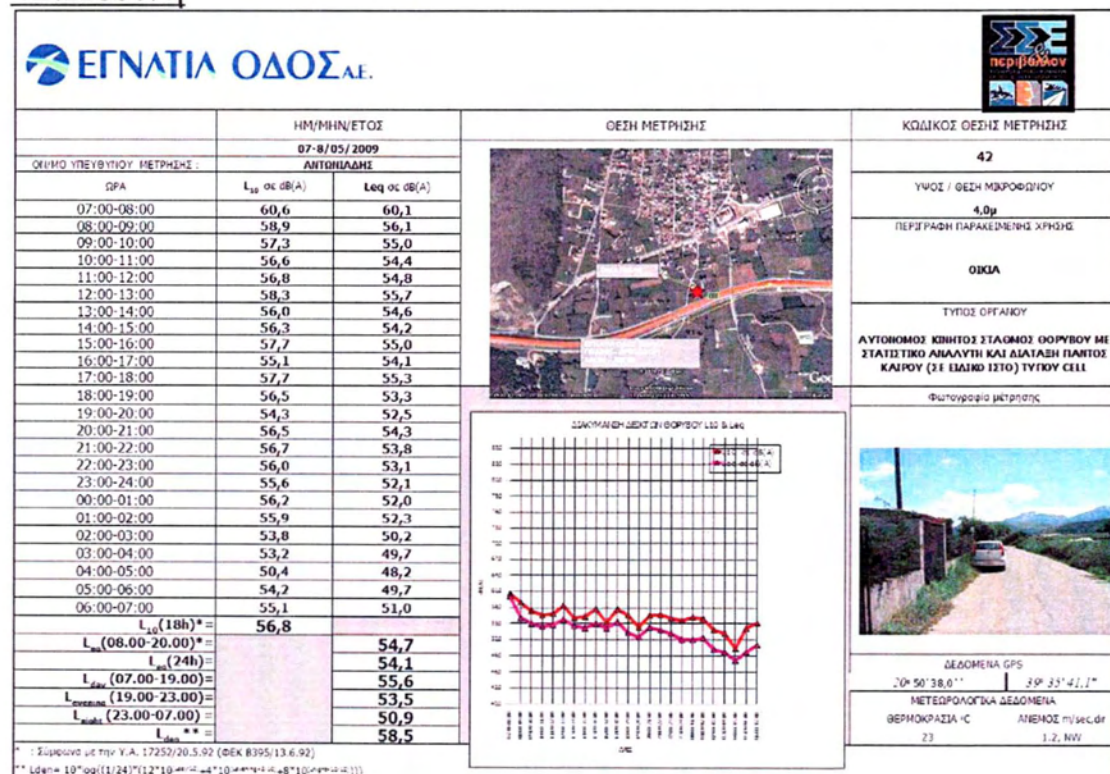 ΕΓΝΑΤΙΑ ΟΔΟΣ Α.Ε.
ΣΣΕ
&
περιβάλλον
ΗΜ/ΜΗΝ/ΕΤΟΣ
ΘΕΣΗ ΜΕΤΡΗΣΗΣ
ΚΩΔΙΚΟΣ ΘΕΣΗΣ ΜΕΤΡΗΣΗΣ
07-8/05/2009
42
ΟΝ/ΜΟ ΥΠΕΥΘΥΝΟΥ ΜΕΤΡΗΣΗΣ :
ΑΝΤΩΝΙΑΔΗΣ
ΩΡΑ L10 σε dB(A) Leq σε dB(A)
07:00-08:00 60,6 60,1
08:00-09:00 58,9 56,1
09:00-10:00 57,3 55,0
10:00-11:00 56,6 54,4
11:00-12:00 56,8 54,8
12:00-13:00 58,3 55,7
13:00-14:00 56,0 54,6
14:00-15:00 56,3 54,2
15:00-16:00 57,7 55,0
16:00-17:00 55,1 54,1
17:00-18:00 57,7 55,3
18:00-19:00 56,5 53,3
19:00-20:00 54,3 52,5
20:00-21:00 56,5 54,3
21:00-22:00 56,7 53,8
22:00-23:00 56,0 53,1
23:00-24:00 55,6 52,1
00:00-01:00 56,2 52,0
01:00-02:00 55,9 52,3
02:00-03:00 53,8 50,2
03:00-04:00 53,2 49,7
04:00-05:00 50,4 48,2
05:00-06:00 54,2 49,7
06:00-07:00 55,1 51,0
L10(18h)*= 56,8
Leq(08.00-20.00)*= 54,7
Leq(24h)= 54,1
Lday (07.00-19.00)= 55,6
Levening (19.00-23.00)= 53,5
Lnight (23.00-07.00) = 50,9
Lden ** = 58,5
* : Σύμφωνα με την Υ.Α. 17252/20.5.92 (ΦΕΚ Β395/13.6.92)
ΔΙΑΚΥΜΑΝΣΗ ΔΕΙΚΤΩΝ ΘΟΡΥΒΟΥ L10 & Leq
ΩΡΑ
ΥΨΟΣ / ΘΕΣΗ ΜΙΚΡΟΦΩΝΟΥ
4,0μ
ΠΕΡΙΓΡΑΦΗ ΠΑΡΑΚΕΙΜΕΝΗΣ ΧΡΗΣΗΣ
ΟΙΚΙΑ
ΤΥΠΟΣ ΟΡΓΑΝΟΥ
ΑΥΤΟΝΟΜΟΣ ΚΙΝΗΤΟΣ ΣΤΑΘΜΟΣ ΘΟΡΥΒΟΥ ΜΕ
ΣΤΑΤΙΣΤΙΚΟ ΑΝΑΛΥΤΗ ΚΑΙ ΔΙΑΤΑΞΗ ΠΑΝΤΟΣ
ΚΑΙΡΟΥ (ΣΕ ΕΙΔΙΚΟ ΙΣΤΟ) ΤΥΠΟΥ CELL
Φωτογραφία μέτρησης
ΔΕΔΟΜΕΝΑ GPS
20° 50'38,0'' 39° 35'41,1"
ΜΕΤΕΩΡΟΛΟΓΙΚΑ ΔΕΔΟΜΕΝΑ
ΘΕΡΜΟΚΡΑΣΙΑ °C ΑΝΕΜΟΣ m/sec,dir
23 1.2, NW